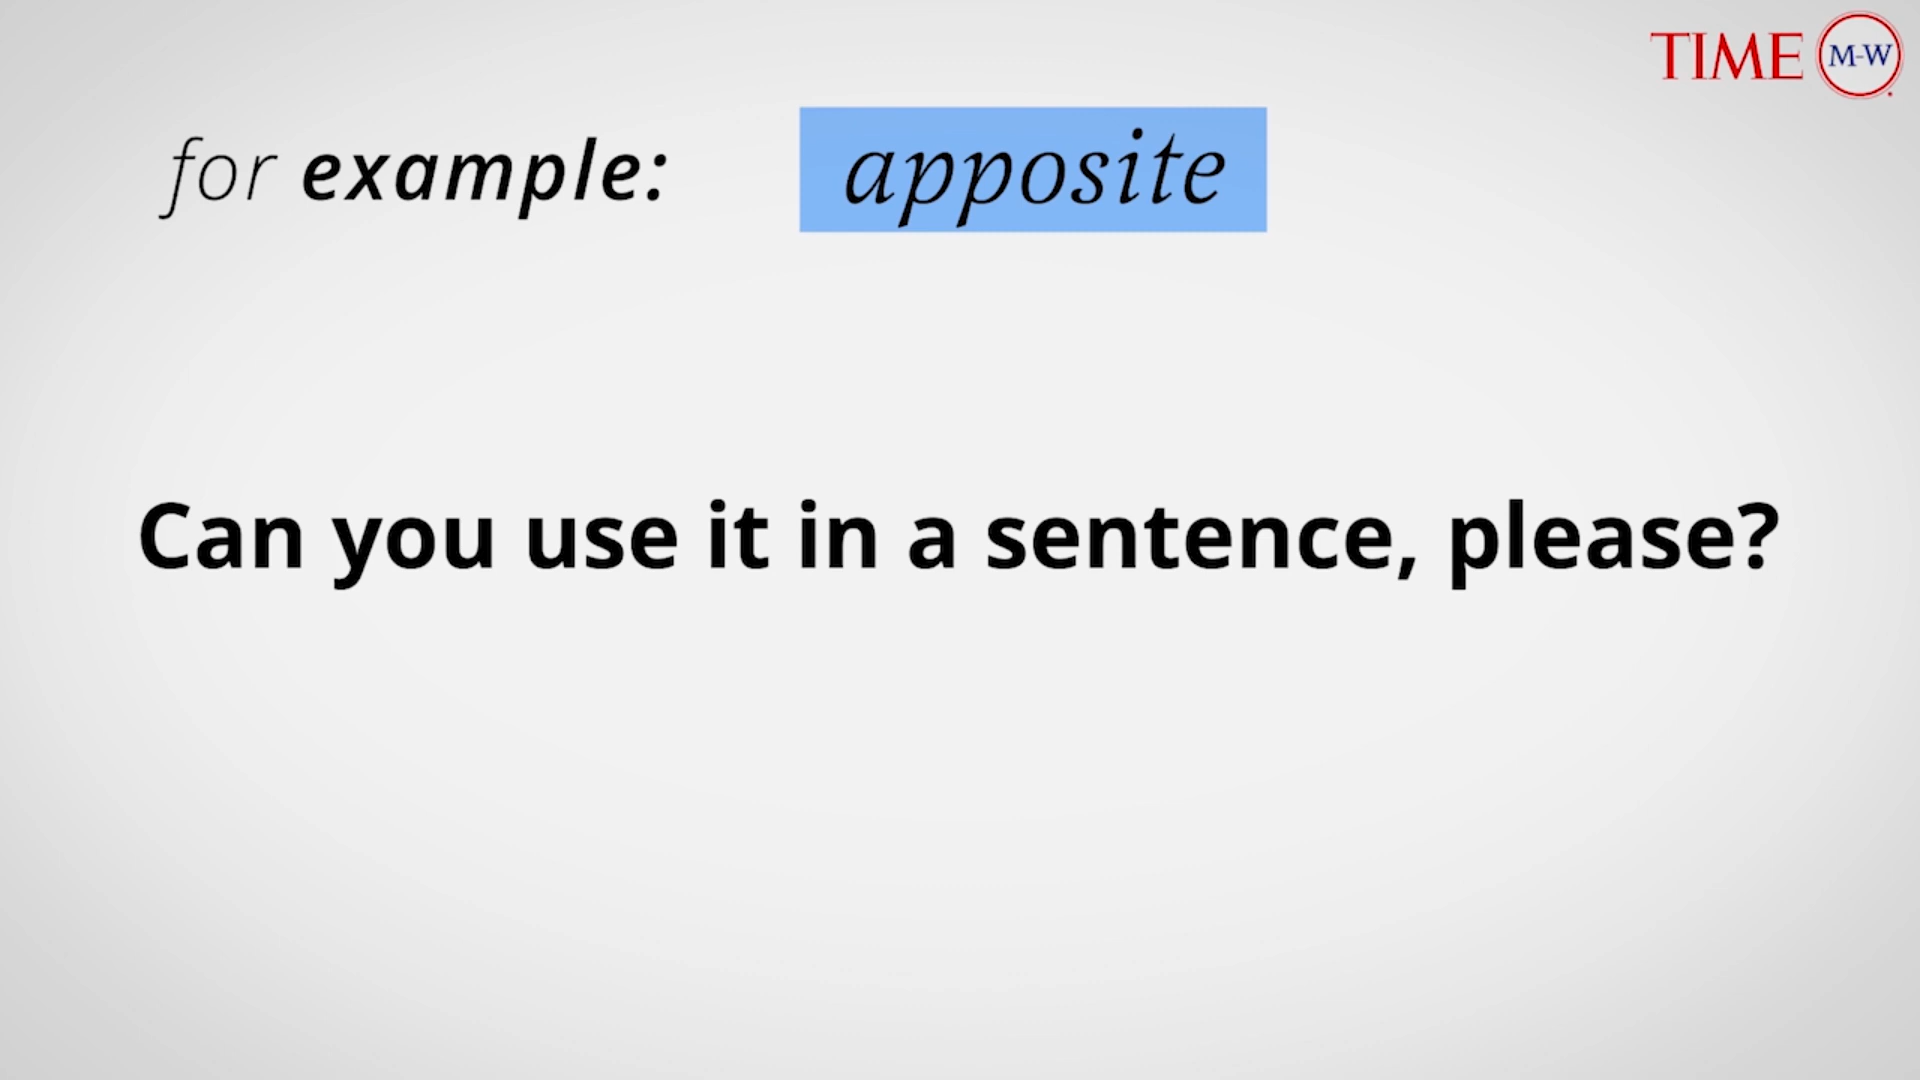 TIME M-W
for example: apposite
Can you use it in a sentence, please?